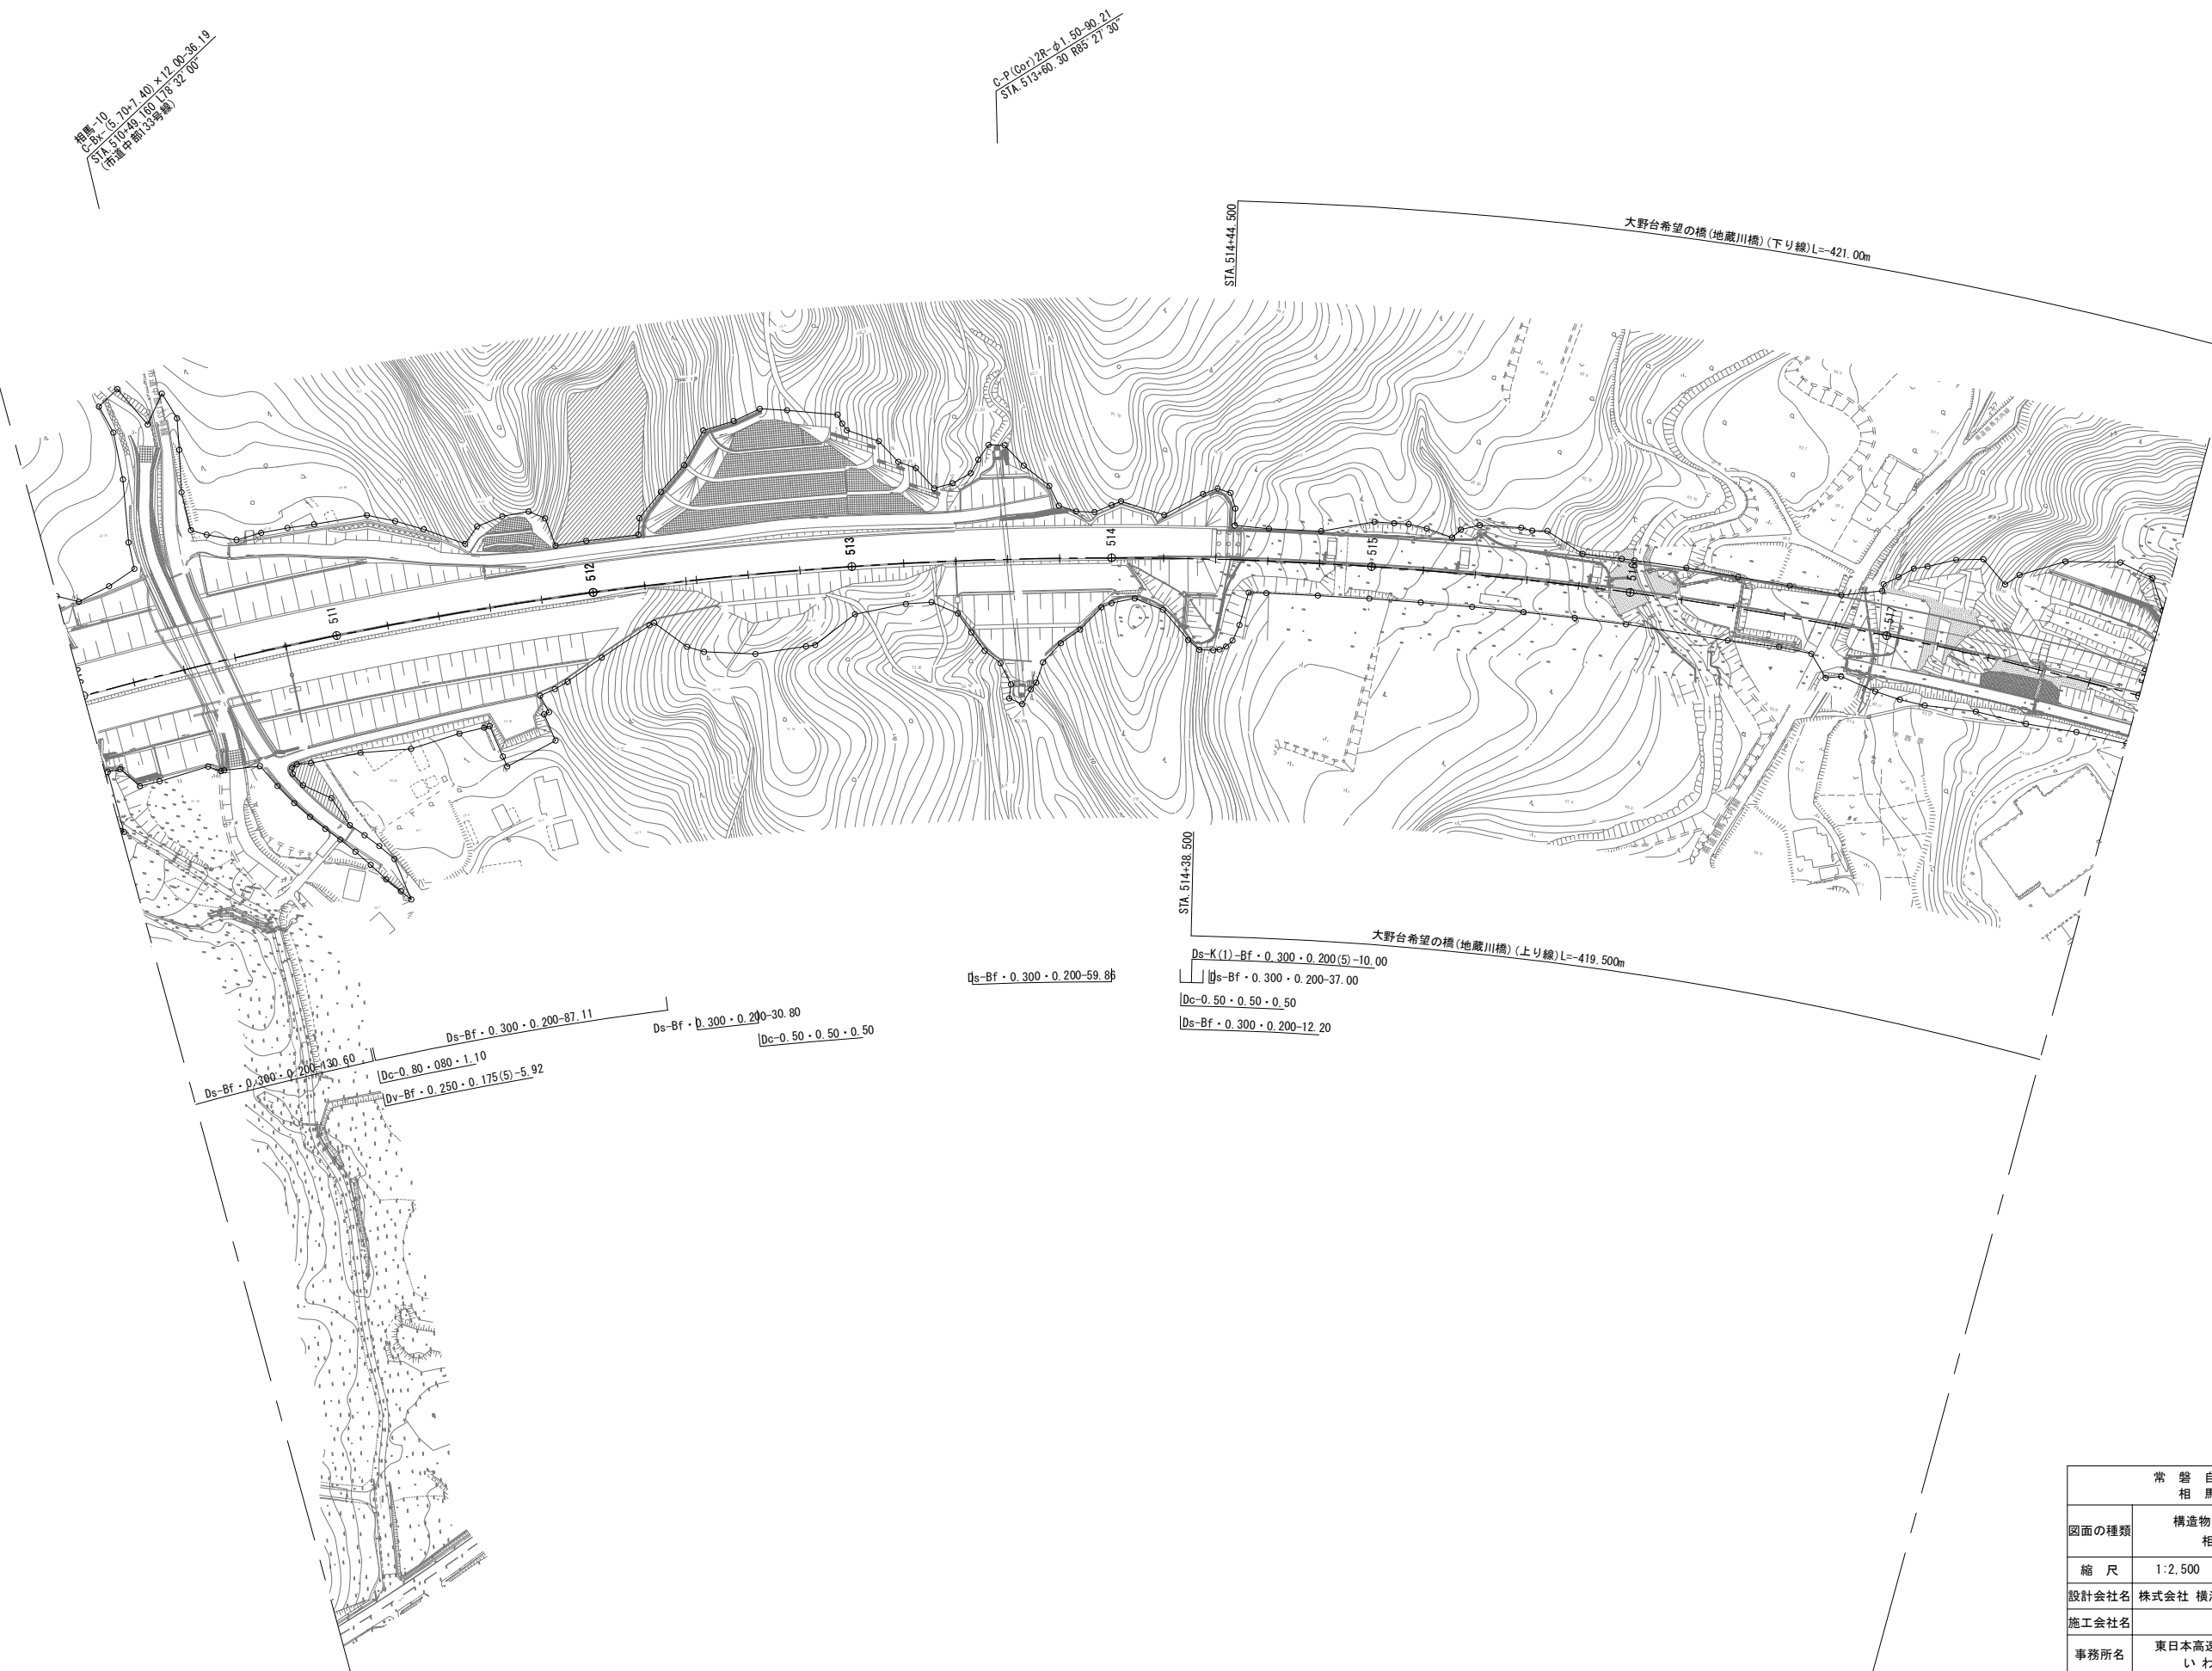 相馬-10
C-Bx-(5.70+7.40)×12.00-36.19
STA.510+49.160 L78°32'00"
(市道中部133号線)
C-P(Cor)2R-φ1.50-90.21
STA.513+60.30 R85°27'30"
STA.514+44.500
大野台希望の橋(地蔵川橋)(下り線)L=-421.00m
511
512
513
514
515
516
517
字西原
県道相馬大内線
STA.514+38.500
大野台希望の橋(地蔵川橋)(上り線)L=-419.500m
Ds-K(1)-Bf・0.300・0.200(5)-10.00
Ds-Bf・0.300・0.200-59.86
Ds-Bf・0.300・0.200-37.00
Dc-0.50・0.50・0.50
Ds-Bf・0.300・0.200-12.20
Ds-Bf・0.300・0.200-87.11
Ds-Bf・0.300・0.200-30.80
Dc-0.50・0.50・0.50
Ds-Bf・0.300・0.200-130.60
Dc-0.80・080・1.10
Dv-Bf・0.250・0.175(5)-5.92
常 磐 自
相 馬
図面の種類
構造物
相
縮 尺
1:2,500
設計会社名
株式会社 横
施工会社名
事務所名
東日本高速
い わ